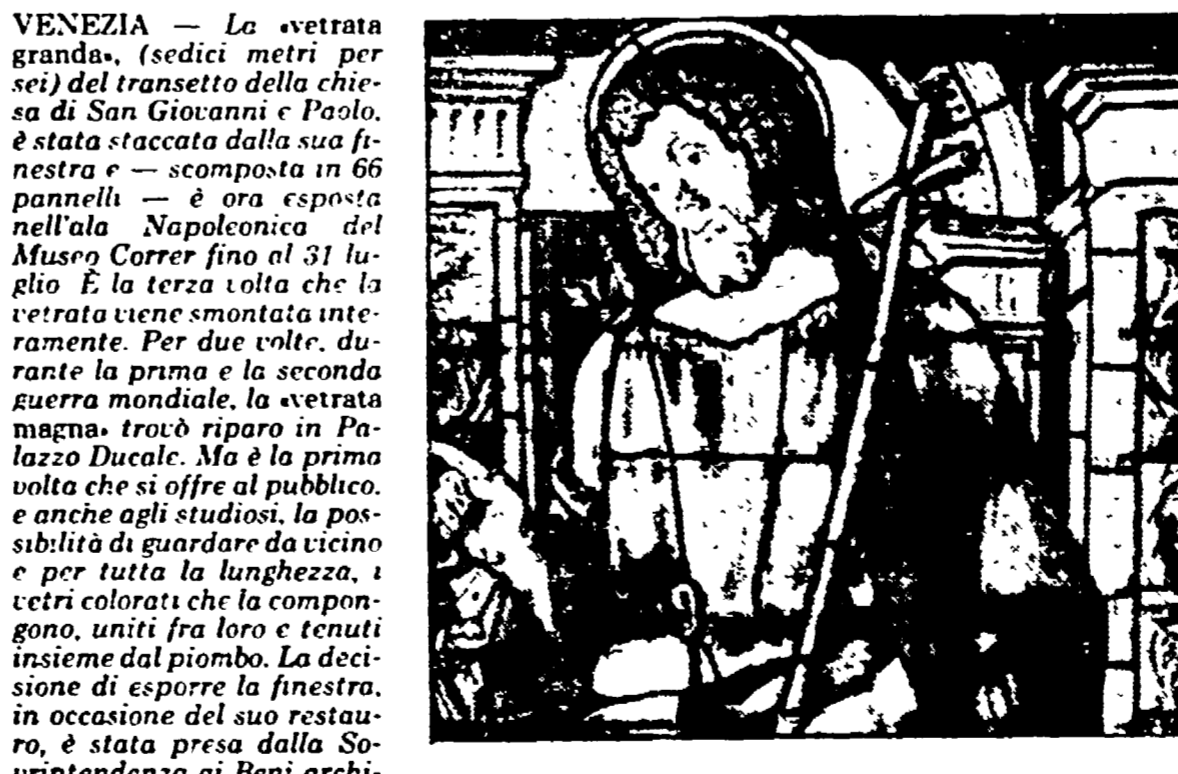 VENEZIA — La «vetrata
granda», (sedici metri per
sei) del transetto della chie-
sa di San Giovanni e Paolo,
è stata staccata dalla sua fi-
nestra e — scomposta in 66
pannelli — è ora esposta
nell'ala Napoleonica del
Museo Correr fino al 31 lu-
glio È la terza volta che la
vetrata viene smontata inte-
ramente. Per due volte, du-
rante la prima e la seconda
guerra mondiale, la «vetrata
magna» trovò riparo in Pa-
lazzo Ducale. Ma è la prima
volta che si offre al pubblico,
e anche agli studiosi, la pos-
sibilità di guardare da vicino
e per tutta la lunghezza, i
vetri colorati che la compon-
gono, uniti fra loro e tenuti
insieme dal piombo. La deci-
sione di esporre la finestra,
in occasione del suo restau-
ro, è stata presa dalla So-
vrintendenza ai Beni archi-